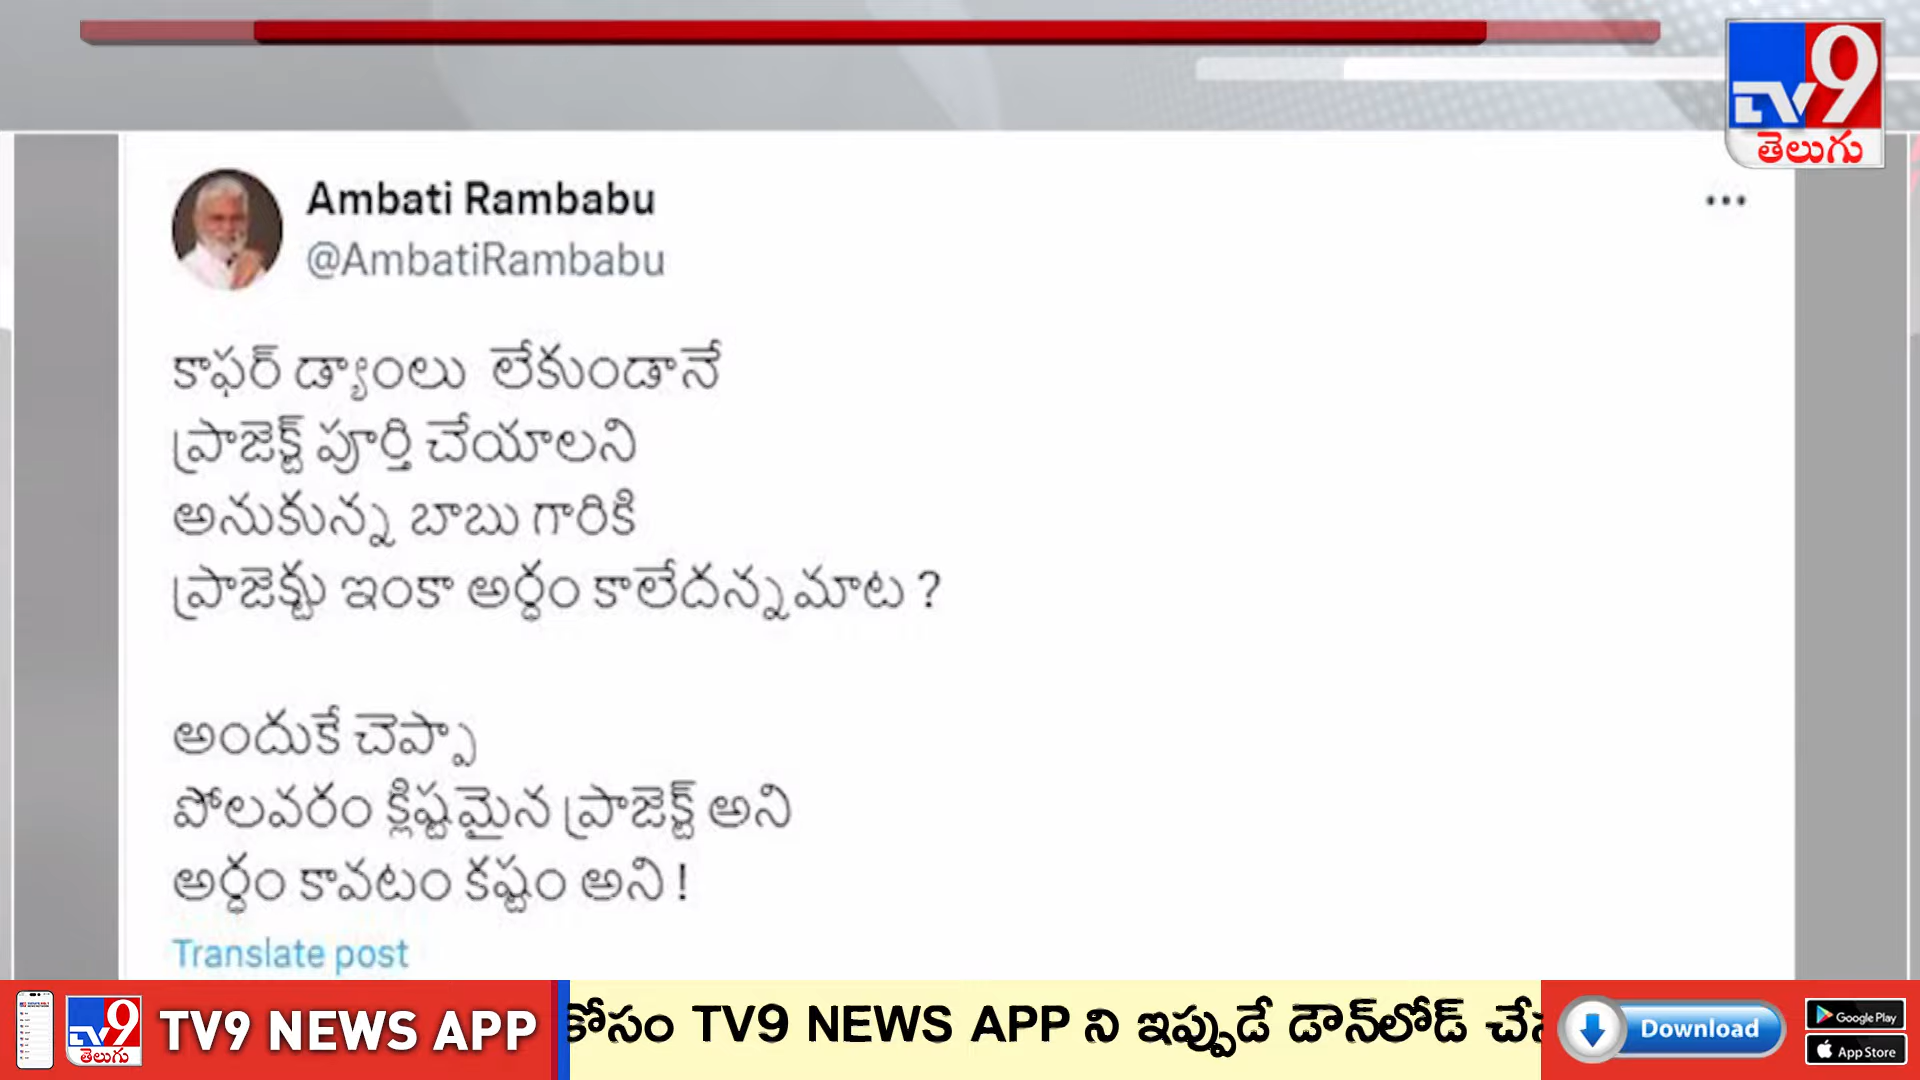 TV9
తెలుగు
Ambati Rambabu
@AmbatiRambabu
కాఫర్ డ్యాంలు లేకుండానే
ప్రాజెక్ట్ పూర్తి చేయాలని
అనుకున్న బాబు గారికి
ప్రాజెక్టు ఇంకా అర్ధం కాలేదన్నమాట ?
అందుకే చెప్పా
పోలవరం క్లిష్టమైన ప్రాజెక్ట్ అని
అర్ధం కావటం కష్టం అని !
Translate post
TV9
తెలుగు
TV9 NEWS APP
కోసం TV9 NEWS APP ని ఇప్పుడే డౌన్‌లోడ్
Download
Google Play
App Store